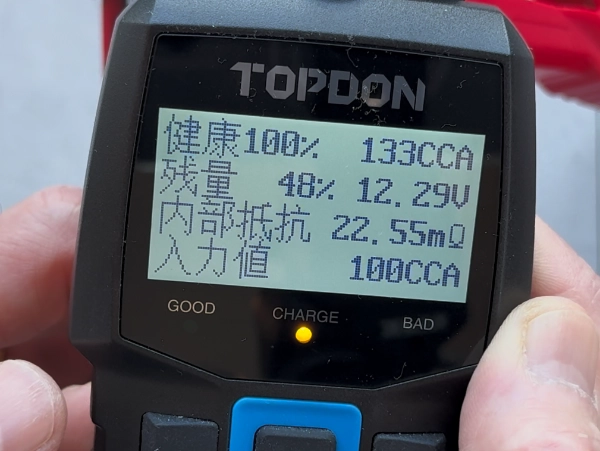 TOPDON
健康100% 133CCA
残量 48% 12.29V
内部抵抗 22.55mΩ
入力値 100CCA
GOOD CHARGE BAD